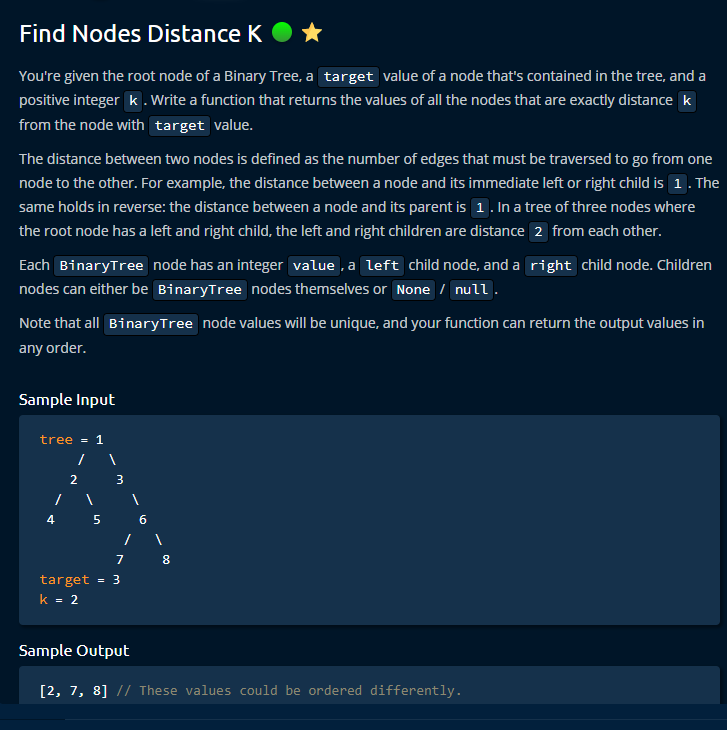 Find Nodes Distance K
You're given the root node of a Binary Tree, a target value of a node that's contained in the tree, and a
positive integer k . Write a function that returns the values of all the nodes that are exactly distance k
from the node with target value.
The distance between two nodes is defined as the number of edges that must be traversed to go from one
node to the other. For example, the distance between a node and its immediate left or right child is 1 . The
same holds in reverse: the distance between a node and its parent is 1 . In a tree of three nodes where
the root node has a left and right child, the left and right children are distance 2 from each other.
Each BinaryTree node has an integer value , a left child node, and a right child node. Children
nodes can either be BinaryTree nodes themselves or None / null .
Note that all BinaryTree node values will be unique, and your function can return the output values in
any order.
Sample Input
tree = 1
/ \
2 3
/ \ \
4 5 6
/ \
7 8
target = 3
k = 2
Sample Output
[2, 7, 8] // These values could be ordered differently.